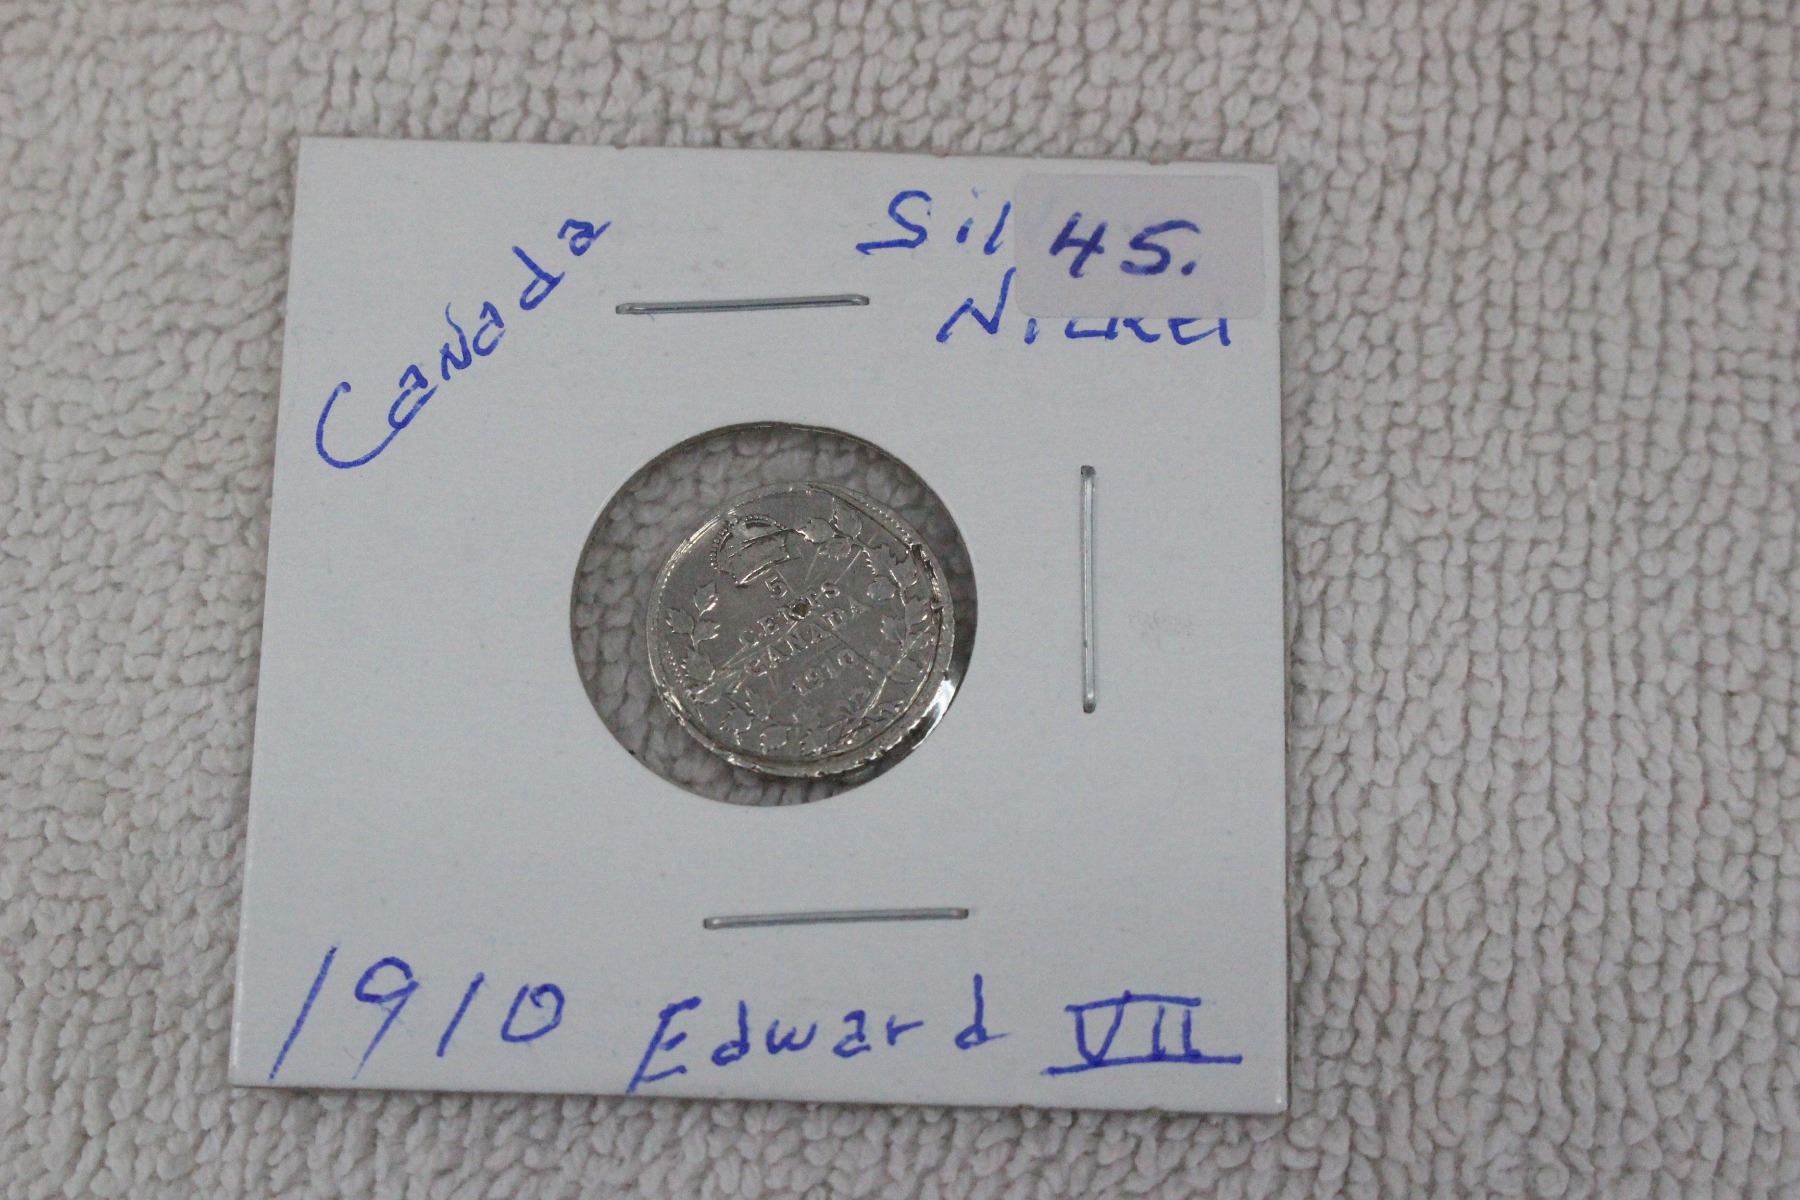 Canada
Sil
45.
Nickel
5
CENTS
CANADA
1910
1910 Edward VII